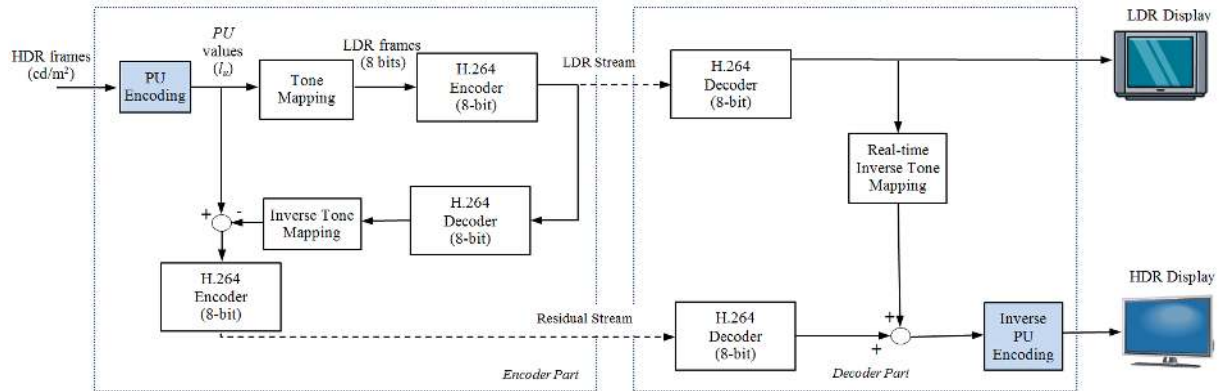 HDR frames
(cd/m²)
PU
Encoding
PU
values
(lᵤ)
Tone
Mapping
LDR frames
(8 bits)
H.264
Encoder
(8-bit)
LDR Stream
H.264
Decoder
(8-bit)
LDR Display
Real-time
Inverse Tone
Mapping
+
-
Inverse Tone
Mapping
H.264
Decoder
(8-bit)
H.264
Encoder
(8-bit)
Residual Stream
Encoder Part
H.264
Decoder
(8-bit)
+
+
Inverse
PU
Encoding
HDR Display
Decoder Part